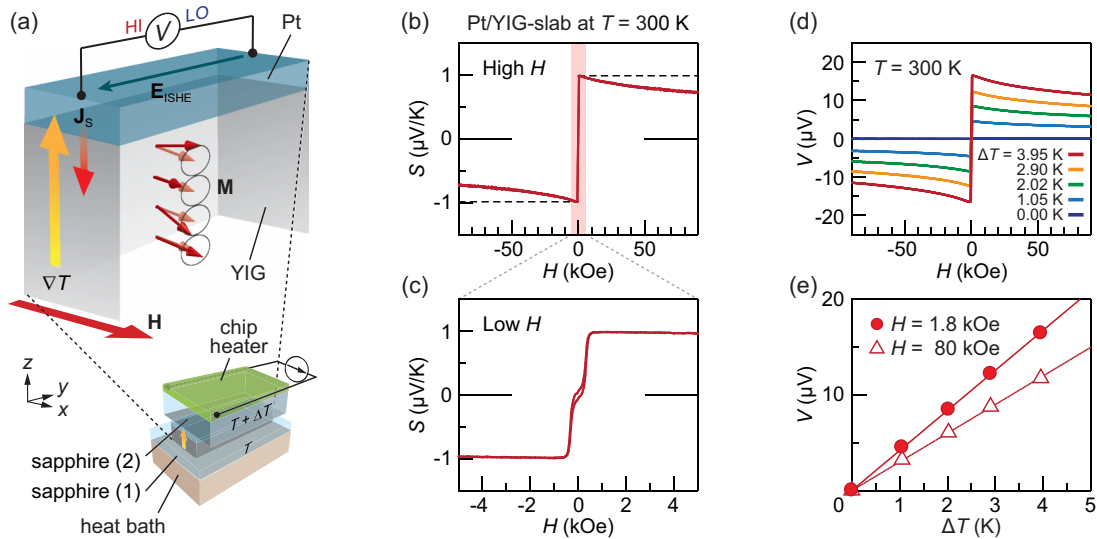 (a)
HI
V
LO
Pt
E_ISHE
J_S
M
∇T
YIG
H
chip
heater
z
y
x
T + ΔT
T
sapphire (2)
sapphire (1)
heat bath
(b)
Pt/YIG-slab at T = 300 K
High H
S (μV/K)
1
0
-1
-50
0
50
H (kOe)
(c)
Low H
S (μV/K)
1
0
-1
-4
-2
0
2
4
H (kOe)
(d)
T = 300 K
V (μV)
20
10
0
-10
-20
ΔT = 3.95 K
2.90 K
2.02 K
1.05 K
0.00 K
-50
0
50
H (kOe)
(e)
H = 1.8 kOe
H = 80 kOe
V (μV)
20
10
0
1
2
3
4
5
ΔT (K)